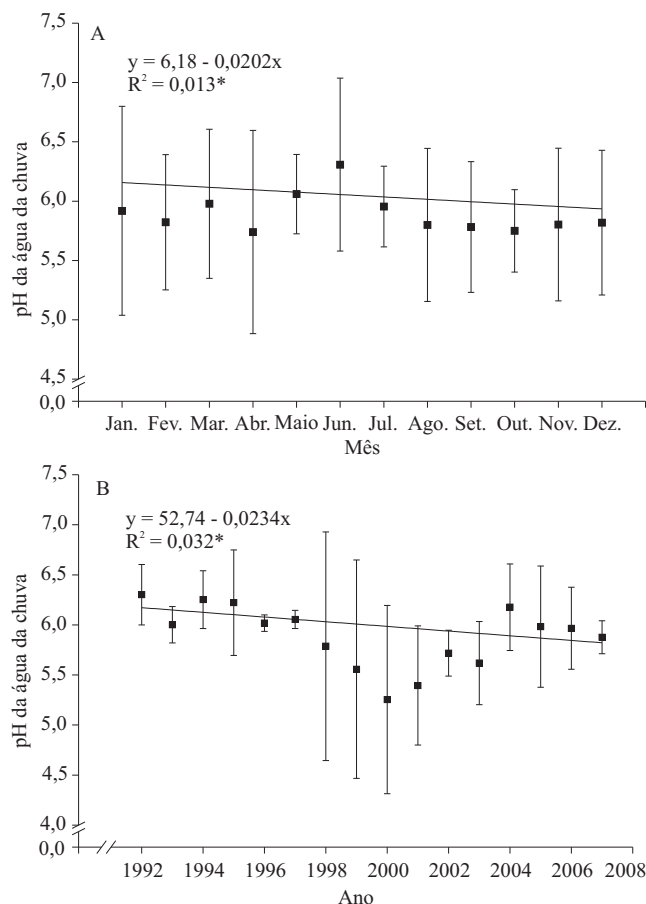 A
y = 6,18 - 0,0202x
R² = 0,013*
pH da água da chuva
7,5
7,0
6,5
6,0
5,5
5,0
4,5
0,0
Jan. Fev. Mar. Abr. Maio Jun. Jul. Ago. Set. Out. Nov. Dez.
Mês
B
y = 52,74 - 0,0234x
R² = 0,032*
pH da água da chuva
7,5
7,0
6,5
6,0
5,5
5,0
4,5
4,0
0,0
1992 1994 1996 1998 2000 2002 2004 2006 2008
Ano